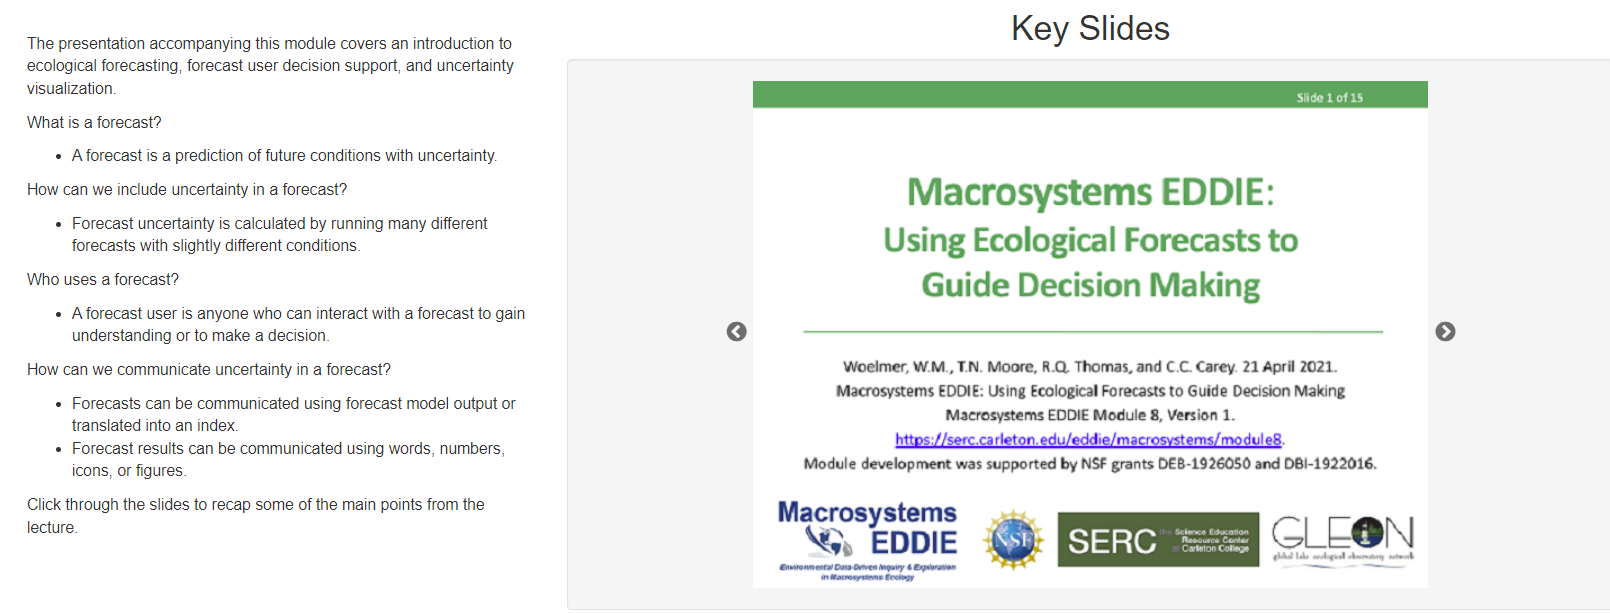 The presentation accompanying this module covers an introduction to
ecological forecasting, forecast user decision support, and uncertainty
visualization.
What is a forecast?
• A forecast is a prediction of future conditions with uncertainty.
How can we include uncertainty in a forecast?
• Forecast uncertainty is calculated by running many different
forecasts with slightly different conditions.
Who uses a forecast?
• A forecast user is anyone who can interact with a forecast to gain
understanding or to make a decision.
How can we communicate uncertainty in a forecast?
• Forecasts can be communicated using forecast model output or
translated into an index.
• Forecast results can be communicated using words, numbers,
icons, or figures.
Click through the slides to recap some of the main points from the
lecture.
Key Slides
Slide 1 of 15
Macrosystems EDDIE:
Using Ecological Forecasts to
Guide Decision Making
Woelmer, W.M., T.N. Moore, R.Q. Thomas, and C.C. Carey. 21 April 2021.
Macrosystems EDDIE: Using Ecological Forecasts to Guide Decision Making
Macrosystems EDDIE Module 8, Version 1.
https://serc.carleton.edu/eddie/macrosystems/module8.
Module development was supported by NSF grants DEB-1926050 and DBI-1922016.
Macrosystems
EDDIE
Environmental Data-Driven Inquiry & Exploration
in Macrosystems Ecology
NSF
SERC
the Science Education
Resource Center
at Carleton College
GLEON
global lake ecological observatory network